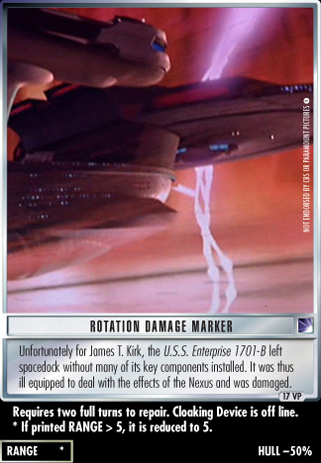 NOT ENDORSED BY CBS OR PARAMOUNT PICTURES
ROTATION DAMAGE MARKER
Unfortunately for James T. Kirk, the U.S.S. Enterprise 1701-B left
spacedock without many of its key components installed. It was thus
ill equipped to deal with the effects of the Nexus and was damaged.
17 VP
Requires two full turns to repair. Cloaking Device is off line.
* If printed RANGE > 5, it is reduced to 5.
RANGE *
HULL –50%